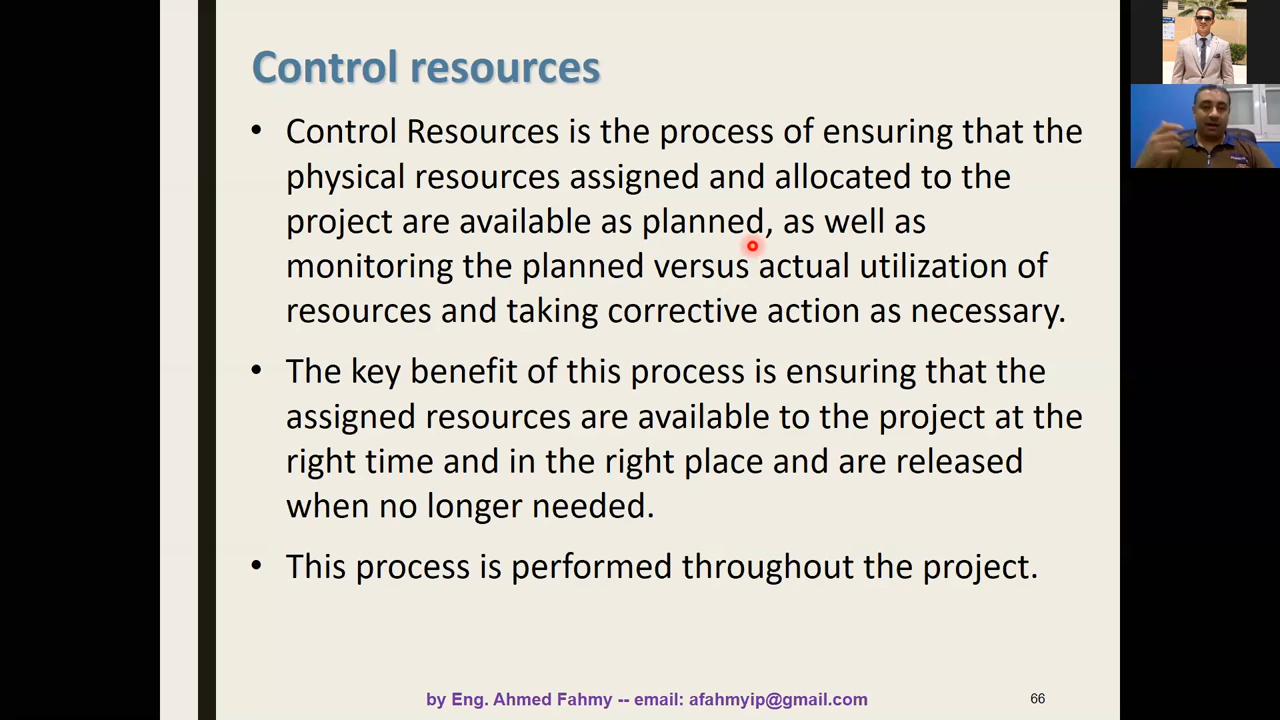 Control resources
• Control Resources is the process of ensuring that the
physical resources assigned and allocated to the
project are available as planned, as well as
monitoring the planned versus actual utilization of
resources and taking corrective action as necessary.
• The key benefit of this process is ensuring that the
assigned resources are available to the project at the
right time and in the right place and are released
when no longer needed.
• This process is performed throughout the project.
by Eng. Ahmed Fahmy -- email: afahmyip@gmail.com
66